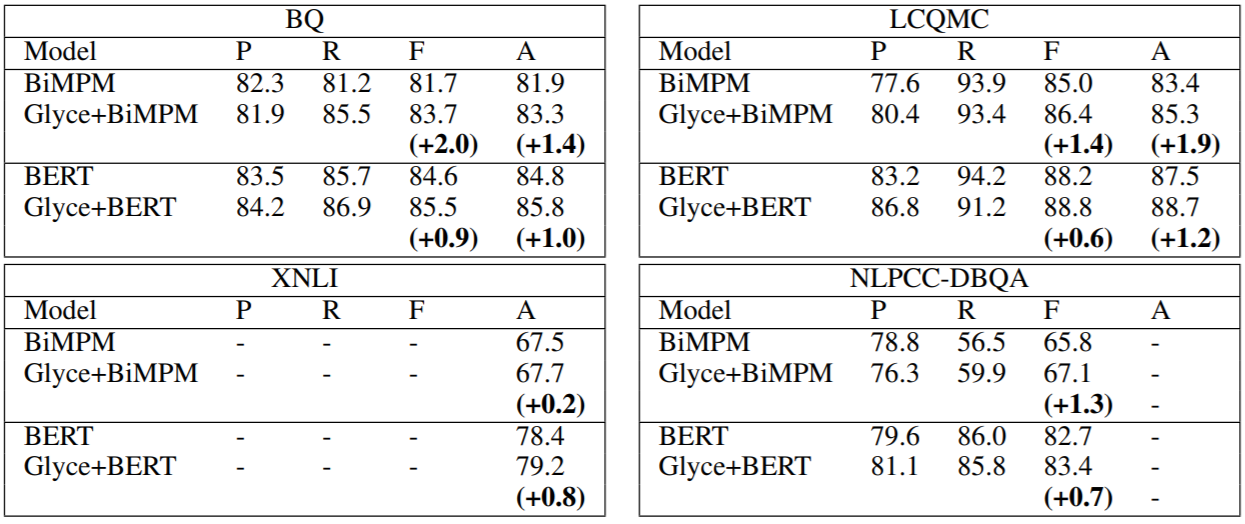 BQ
Model P R F A
BiMPM 82.3 81.2 81.7 81.9
Glyce+BiMPM 81.9 85.5 83.7 83.3
(+2.0) (+1.4)
BERT 83.5 85.7 84.6 84.8
Glyce+BERT 84.2 86.9 85.5 85.8
(+0.9) (+1.0)
LCQMC
Model P R F A
BiMPM 77.6 93.9 85.0 83.4
Glyce+BiMPM 80.4 93.4 86.4 85.3
(+1.4) (+1.9)
BERT 83.2 94.2 88.2 87.5
Glyce+BERT 86.8 91.2 88.8 88.7
(+0.6) (+1.2)
XNLI
Model P R F A
BiMPM - - - 67.5
Glyce+BiMPM - - - 67.7
(+0.2)
BERT - - - 78.4
Glyce+BERT - - - 79.2
(+0.8)
NLPCC-DBQA
Model P R F A
BiMPM 78.8 56.5 65.8 -
Glyce+BiMPM 76.3 59.9 67.1 -
(+1.3) -
BERT 79.6 86.0 82.7 -
Glyce+BERT 81.1 85.8 83.4 -
(+0.7) -